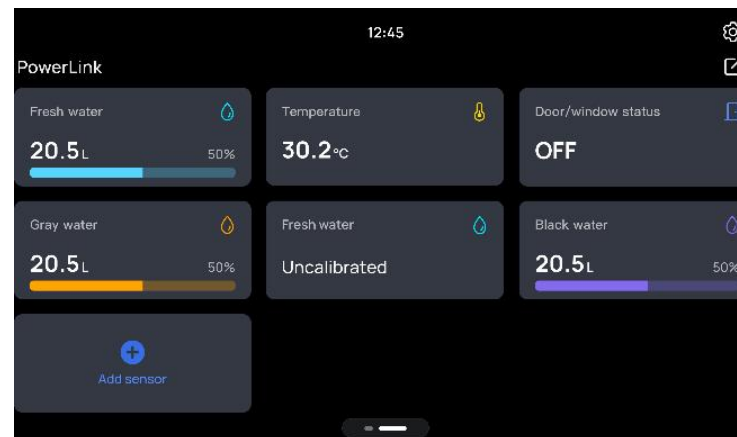 12:45
PowerLink
Fresh water
20.5L 50%
Temperature
30.2°C
Door/window status
OFF
Gray water
20.5L 50%
Fresh water
Uncalibrated
Black water
20.5L 50%
Add sensor